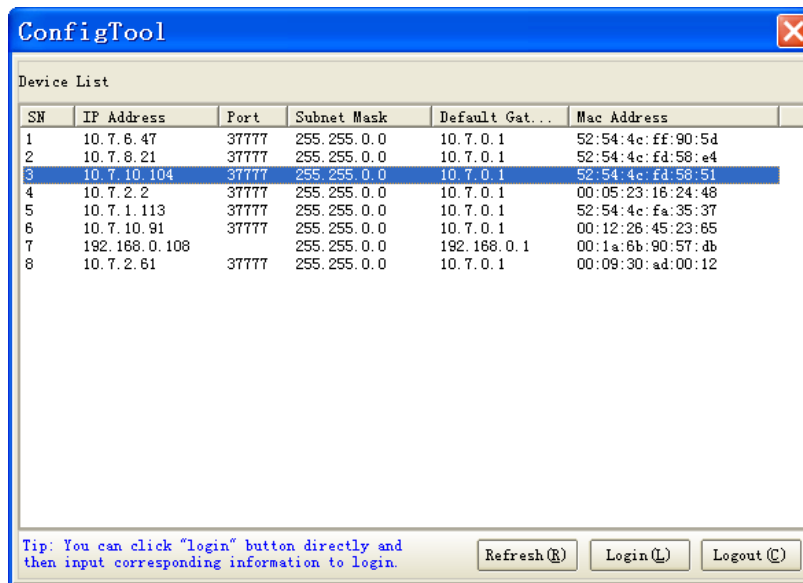 ConfigTool
Device List
SN IP Address Port Subnet Mask Default Gat... Mac Address
1 10.7.6.47 37777 255.255.0.0 10.7.0.1 52:54:4c:ff:90:5d
2 10.7.8.21 37777 255.255.0.0 10.7.0.1 52:54:4c:fd:58:e4
3 10.7.10.104 37777 255.255.0.0 10.7.0.1 52:54:4c:fd:58:51
4 10.7.2.2 37777 255.255.0.0 10.7.0.1 00:05:23:16:24:48
5 10.7.1.113 37777 255.255.0.0 10.7.0.1 52:54:4c:fa:35:37
6 10.7.10.91 37777 255.255.0.0 10.7.0.1 00:12:26:45:23:65
7 192.168.0.108 255.255.0.0 192.168.0.1 00:1a:6b:90:57:db
8 10.7.2.61 37777 255.255.0.0 10.7.0.1 00:09:30:ad:00:12
Tip: You can click "login" button directly and
then input corresponding information to login.
Refresh(R) Login(L) Logout(C)